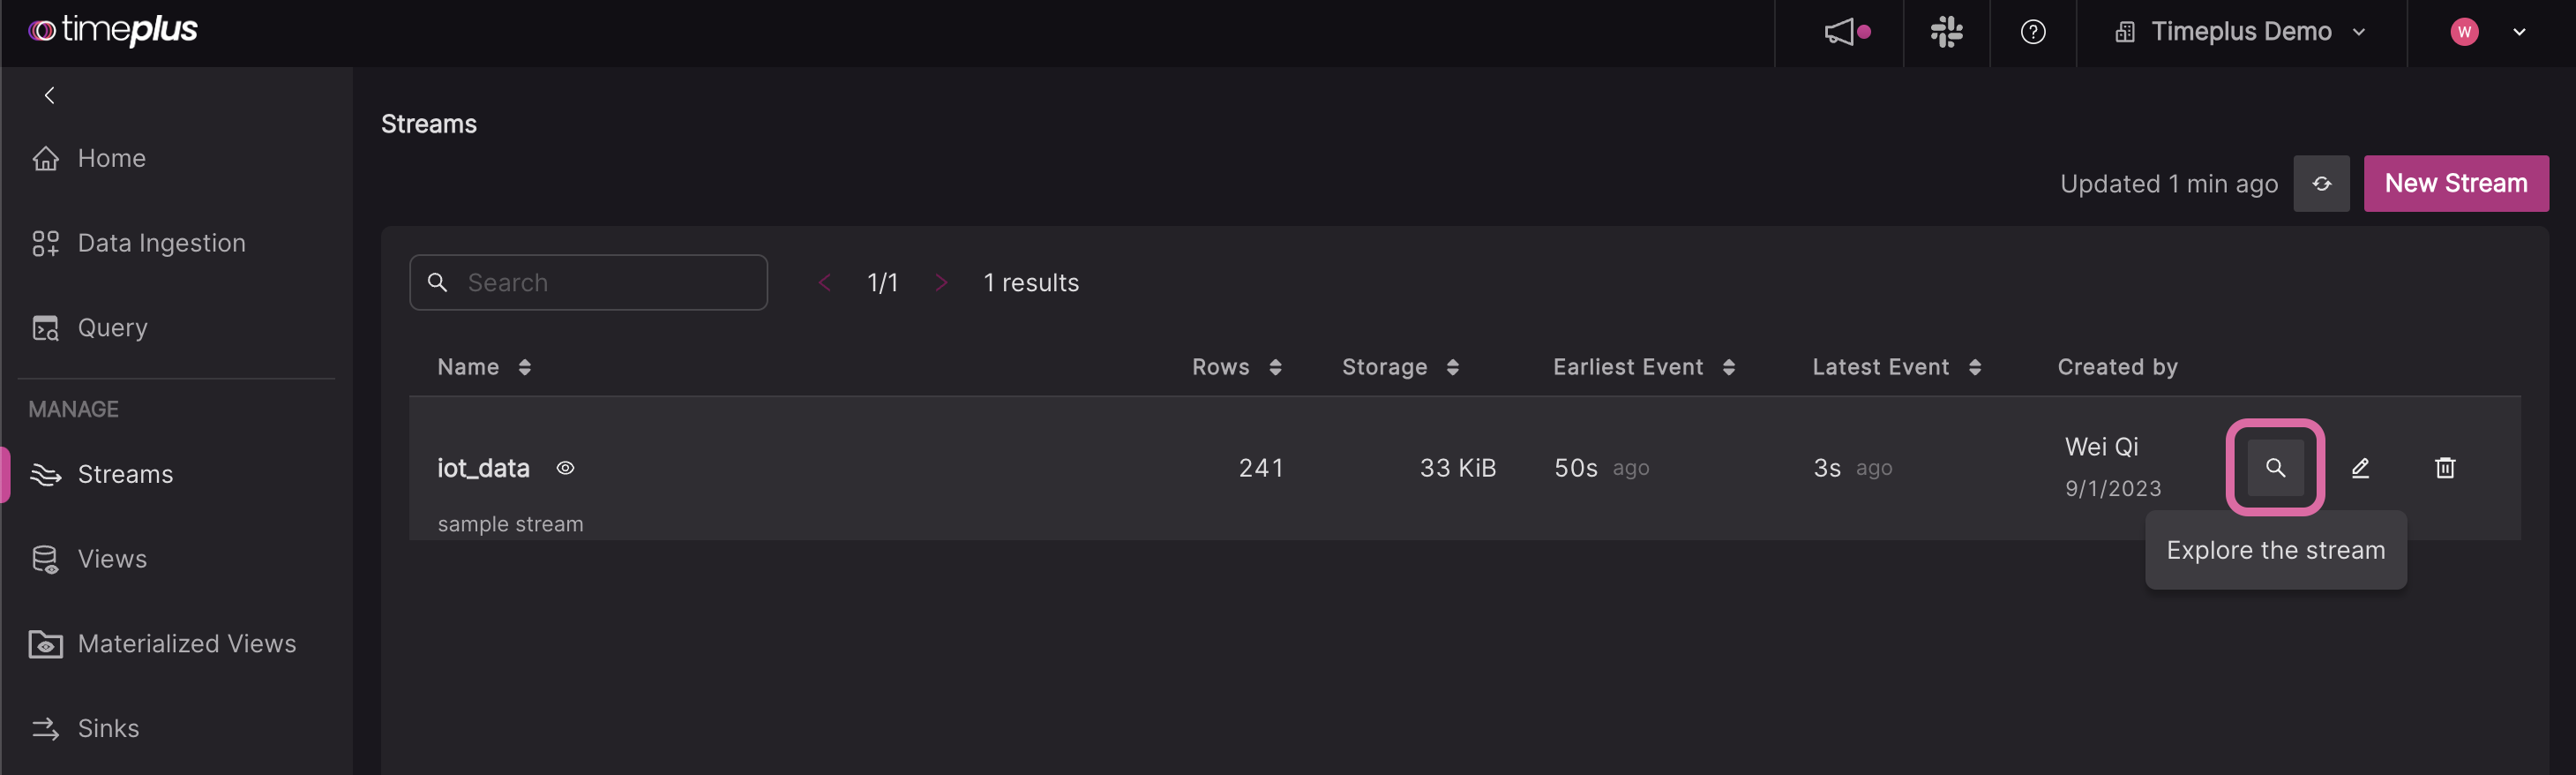 timeplus
Timeplus Demo
W
Home
Data Ingestion
Query
MANAGE
Streams
Views
Materialized Views
Sinks
Streams
Updated 1 min ago
New Stream
Search
1/1
1 results
Name Rows Storage Earliest Event Latest Event Created by
iot_data 241 33 KiB 50s ago 3s ago Wei Qi
9/1/2023
sample stream
Explore the stream